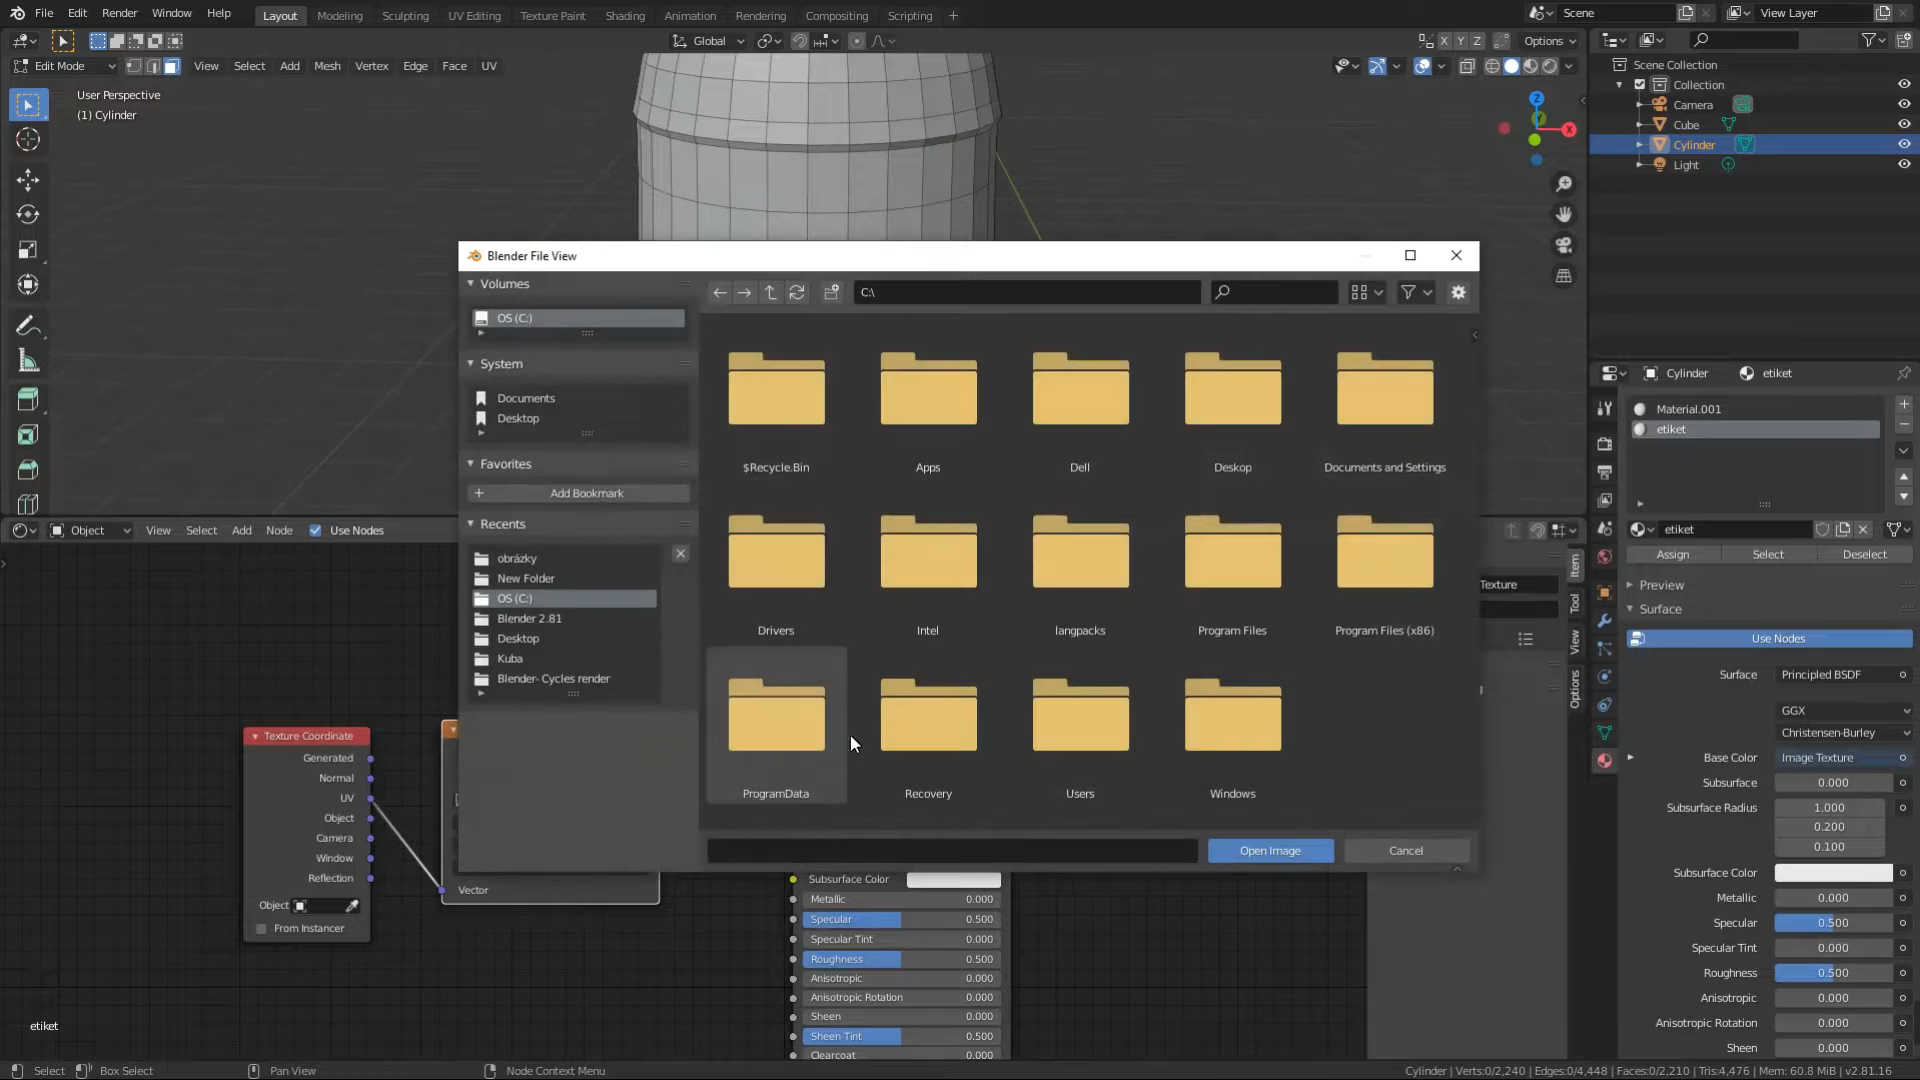 File Edit Render Window Help Layout Modeling Sculpting UV Editing Texture Paint Shading Animation Rendering Compositing Scripting + Scene View Layer
Global X Y Z Options
Edit Mode View Select Add Mesh Vertex Edge Face UV
User Perspective
(1) Cylinder
Z
X
Scene Collection
Collection
Camera
Cube
Cylinder
Light
Blender File View
Volumes
OS (C:)
System
Documents
Desktop
Favorites
Add Bookmark
Recents
obrázky
New Folder
OS (C:)
Blender 2.81
Desktop
Kuba
Blender- Cycles render
C:\
$Recycle.Bin Apps Dell Deskop Documents and Settings
Drivers Intel langpacks Program Files Program Files (x86)
ProgramData Recovery Users Windows
Open Image Cancel
Object View Select Add Node Use Nodes
Texture
Item
Tool
View
Options
Texture Coordinate
Generated
Normal
UV
Object
Camera
Window
Reflection
Object
From Instancer
Vector
Subsurface Color
Metallic 0.000
Specular 0.500
Specular Tint 0.000
Roughness 0.500
Anisotropic 0.000
Anisotropic Rotation 0.000
Sheen 0.000
Sheen Tint 0.500
Clearcoat 0.000
etiket
Cylinder etiket
Material.001
etiket
etiket
Assign Select Deselect
Preview
Surface
Use Nodes
Surface Principled BSDF
GGX
Christensen-Burley
Base Color Image Texture
Subsurface 0.000
Subsurface Radius 1.000
0.200
0.100
Subsurface Color
Metallic 0.000
Specular 0.500
Specular Tint 0.000
Roughness 0.500
Anisotropic 0.000
Anisotropic Rotation 0.000
Sheen 0.000
Select Box Select Pan View Node Context Menu Cylinder | Verts:0/2,240 | Edges:0/4,448 | Faces:0/2,210 | Tris:4,476 | Mem: 60.8 MiB | v2.81.16